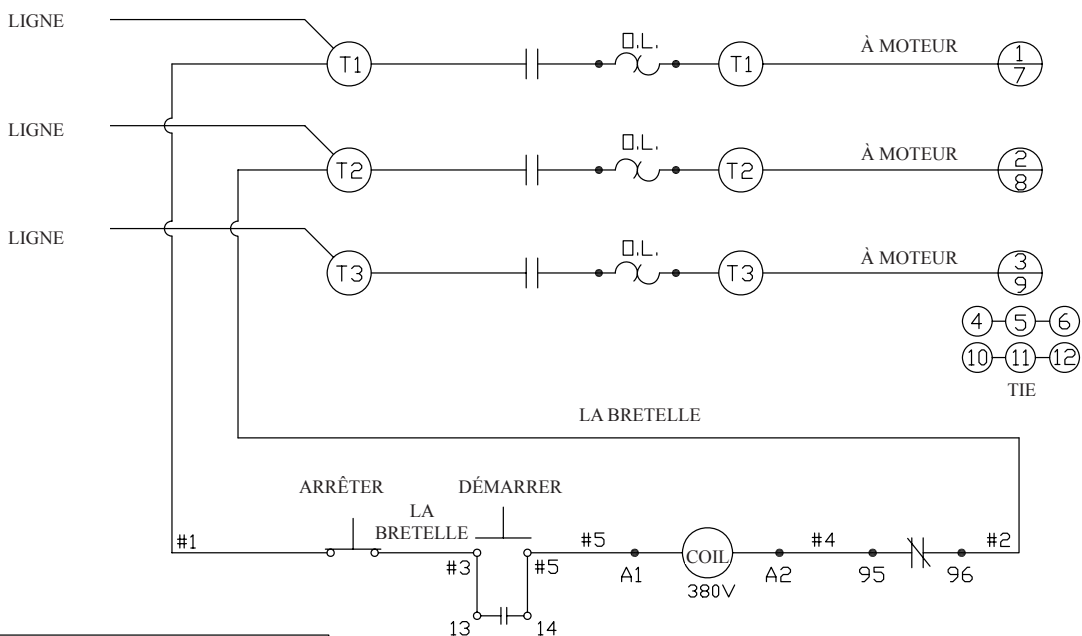 LIGNE
T1
O.L.
T1
À MOTEUR
1
7
LIGNE
T2
O.L.
T2
À MOTEUR
2
8
LIGNE
T3
O.L.
T3
À MOTEUR
3
9
4 5 6
10 11 12
TIE
LA BRETELLE
ARRÊTER
DÉMARRER
LA
BRETELLE
#1
#3
#5
#5
A1
COIL
380V
A2
#4
95
96
#2
13
14